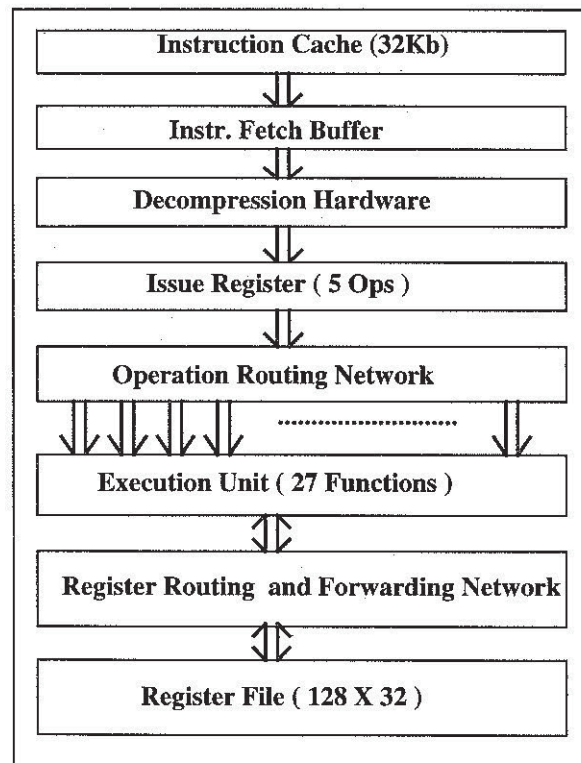 Instruction Cache (32Kb)
Instr. Fetch Buffer
Decompression Hardware
Issue Register ( 5 Ops )
Operation Routing Network
Execution Unit ( 27 Functions )
Register Routing and Forwarding Network
Register File ( 128 X 32 )